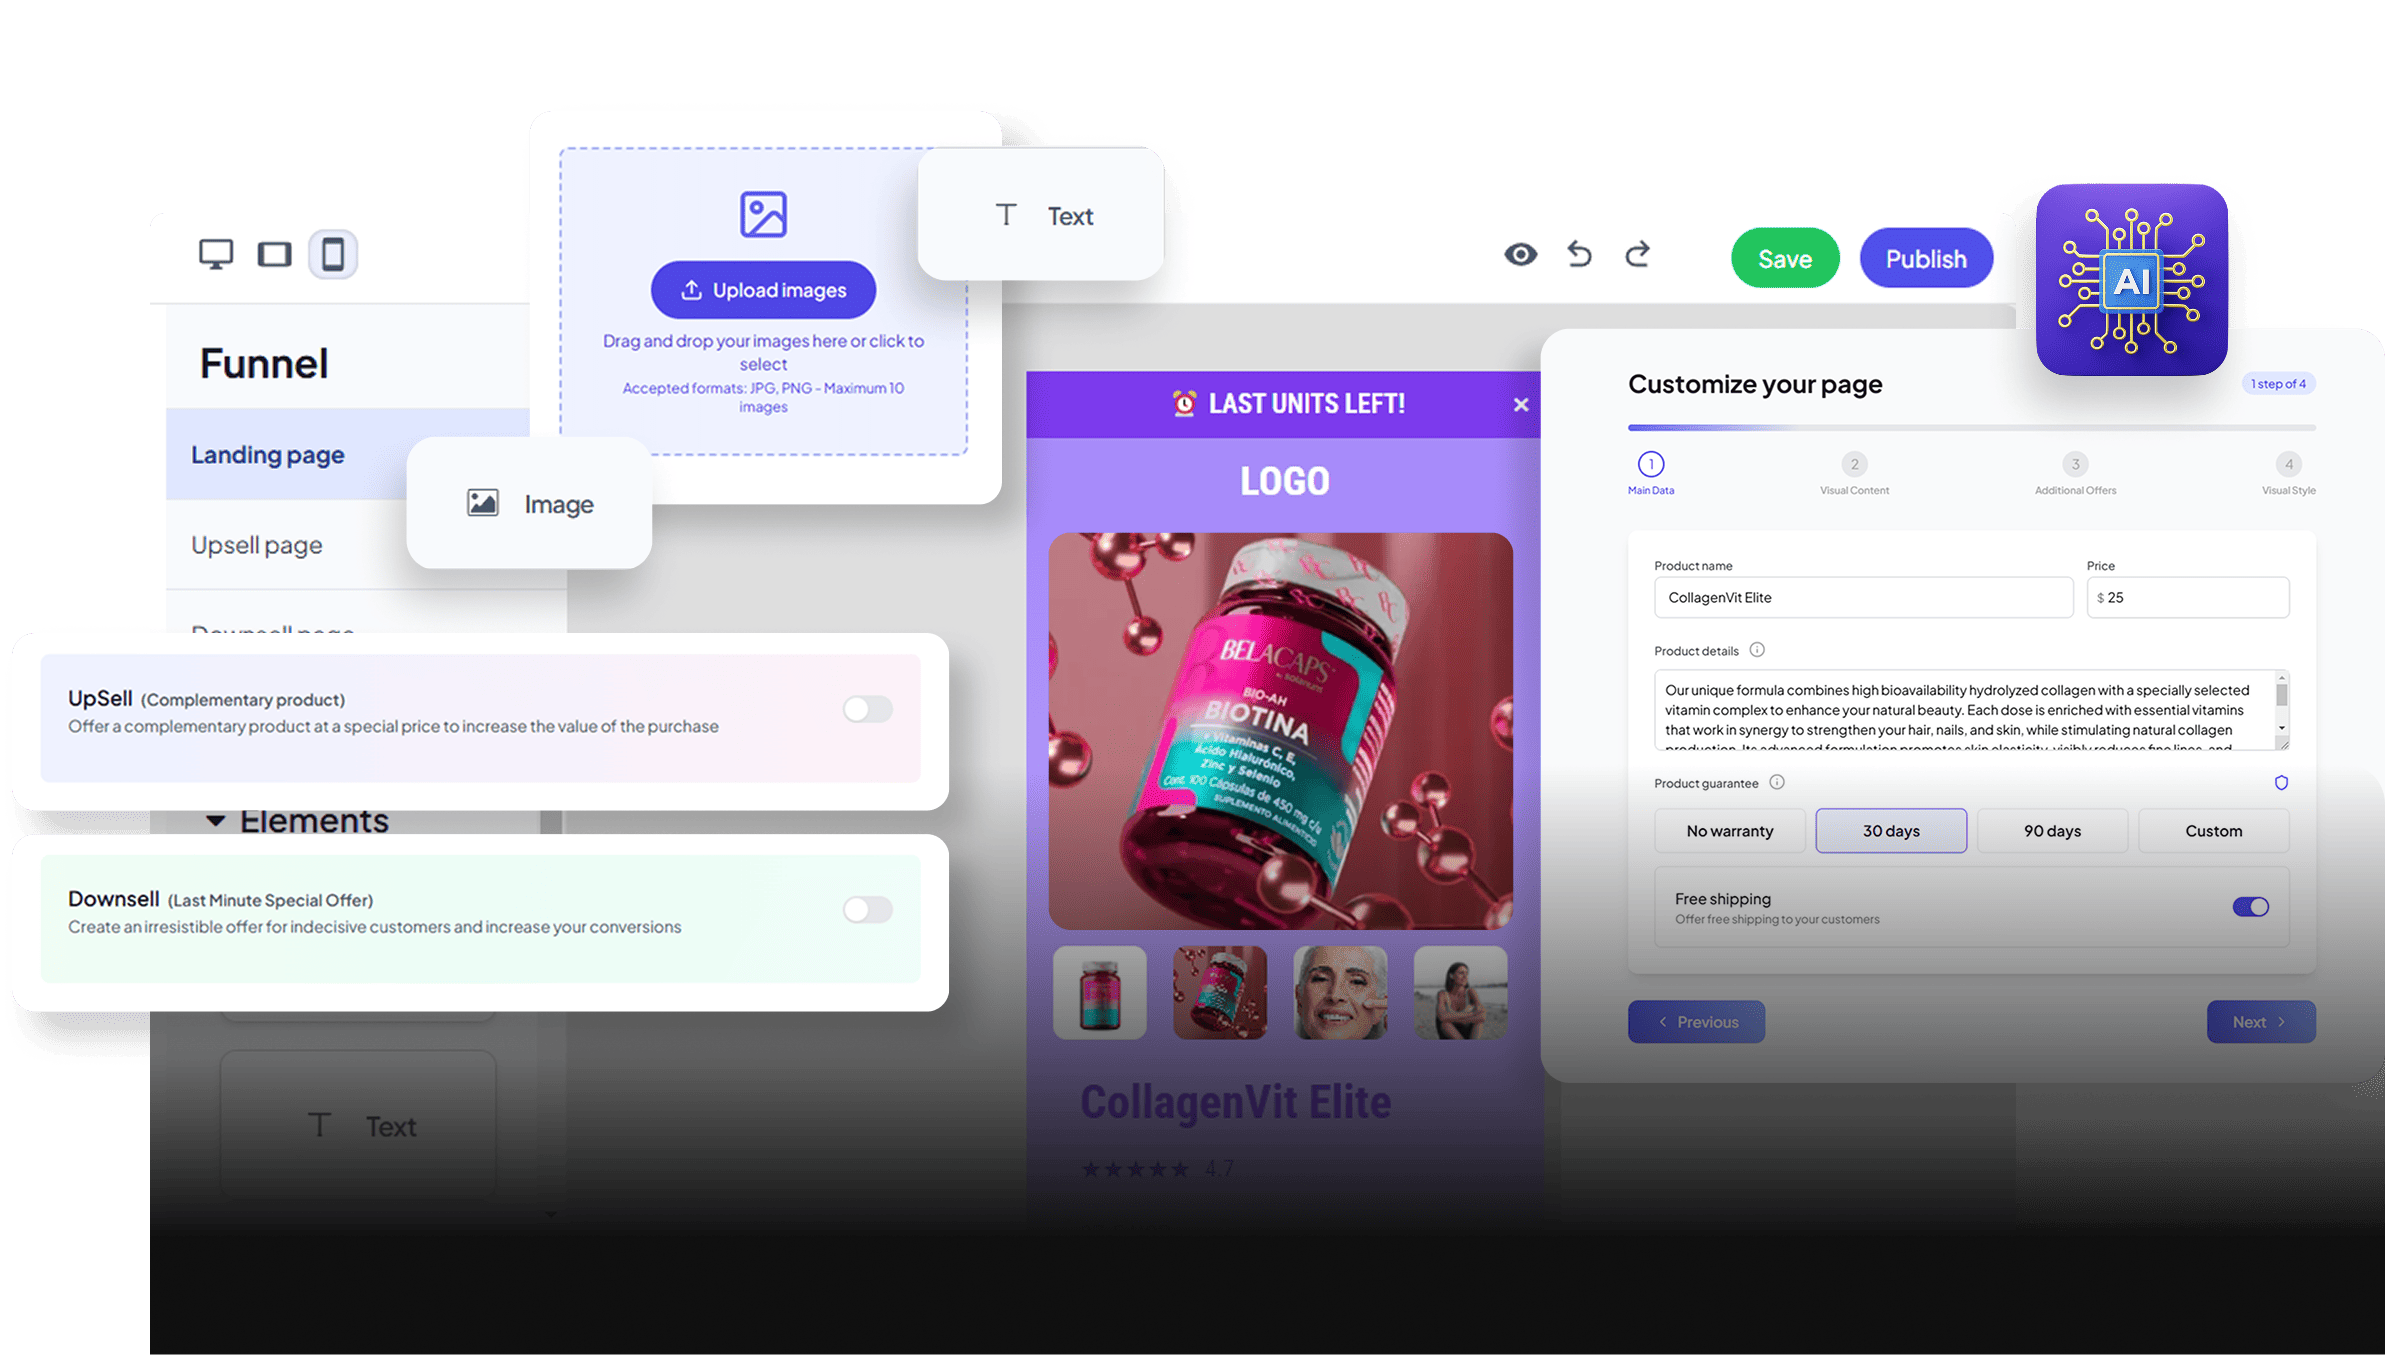 Text
Upload images
Drag and drop your images here or click to
select
Accepted formats: JPG, PNG - Maximum 10
images
Save
Publish
AI
Funnel
Landing page
Image
Upsell page
Downsell page
UpSell (Complementary product)
Offer a complementary product at a special price to increase the value of the purchase
Elements
Downsell (Last Minute Special Offer)
Create an irresistible offer for indecisive customers and increase your conversions
Text
LAST UNITS LEFT!
LOGO
BELACAPS
by solanum
BIO-AH
BIOTINA
+ Vitaminas C, E,
Ácido Hialurónico,
Zinc y Selenio
Cont. 100 Cápsulas de 450 mg c/u
SUPLEMENTO ALIMENTICIO
CollagenVit Elite
★★★★★ 4.7
Customize your page
1 step of 4
1 2 3 4
Main Data Visual Content Additional Offers Visual Style
Product name Price
CollagenVit Elite $ 25
Product details
Our unique formula combines high bioavailability hydrolyzed collagen with a specially selected
vitamin complex to enhance your natural beauty. Each dose is enriched with essential vitamins
that work in synergy to strengthen your hair, nails, and skin, while stimulating natural collagen
production. Its advanced formulation promotes skin elasticity, visibly reduces fine lines, and
Product guarantee
No warranty 30 days 90 days Custom
Free shipping
Offer free shipping to your customers
Previous Next